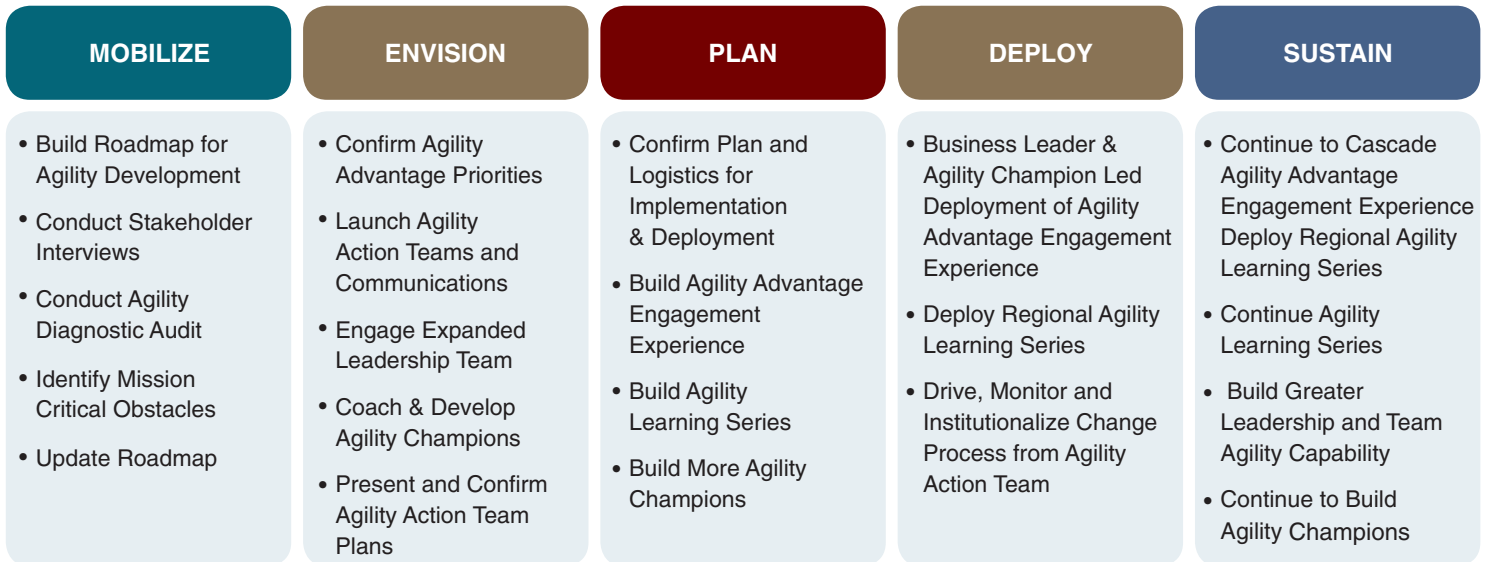 MOBILIZE
• Build Roadmap for
Agility Development
• Conduct Stakeholder
Interviews
• Conduct Agility
Diagnostic Audit
• Identify Mission
Critical Obstacles
• Update Roadmap
ENVISION
• Confirm Agility
Advantage Priorities
• Launch Agility
Action Teams and
Communications
• Engage Expanded
Leadership Team
• Coach & Develop
Agility Champions
• Present and Confirm
Agility Action Team
Plans
PLAN
• Confirm Plan and
Logistics for
Implementation
& Deployment
• Build Agility Advantage
Engagement
Experience
• Build Agility
Learning Series
• Build More Agility
Champions
DEPLOY
• Business Leader &
Agility Champion Led
Deployment of Agility
Advantage Engagement
Experience
• Deploy Regional Agility
Learning Series
• Drive, Monitor and
Institutionalize Change
Process from Agility
Action Team
SUSTAIN
• Continue to Cascade
Agility Advantage
Engagement Experience
Deploy Regional Agility
Learning Series
• Continue Agility
Learning Series
• Build Greater
Leadership and Team
Agility Capability
• Continue to Build
Agility Champions